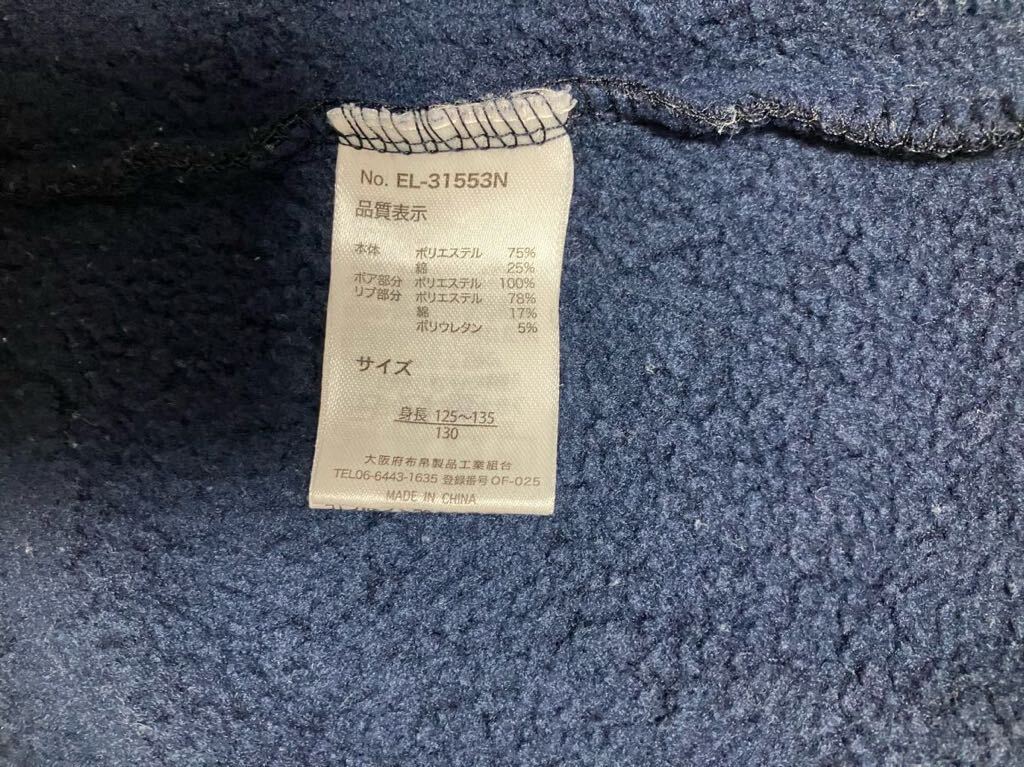 No. EL-31553N
品質表示
本体 ポリエステル 75%
綿 25%
ボア部分 ポリエステル 100%
リブ部分 ポリエステル 78%
綿 17%
ポリウレタン 5%
サイズ
身長 125～135
130
大阪府布帛製品工業組合
TEL06-6443-1635 登録番号OF-025
MADE IN CHINA